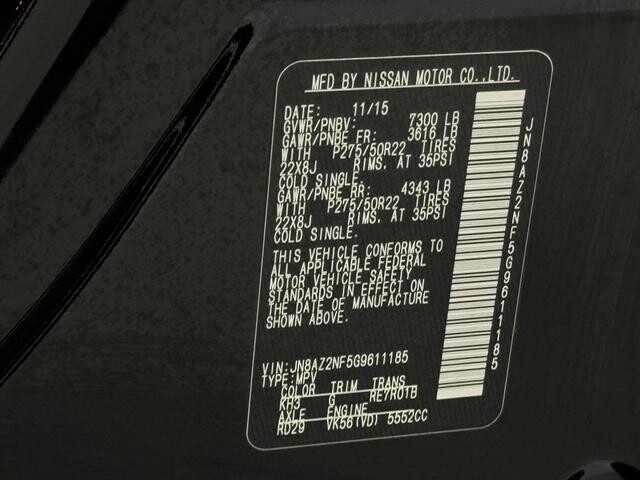 MFD BY NISSAN MOTOR CO.,LTD.
DATE: 11/15
GVWR/PNBV: 7300 LB
GAWR/PNBE FR: 3616 LB
WITH P275/50R22 TIRES
22X8J RIMS. AT 35PSI
COLD SINGLE.
GAWR/PNBE RR: 4343 LB
WITH P275/50R22 TIRES
22X8J RIMS. AT 35PSI
COLD SINGLE.
THIS VEHICLE CONFORMS TO
ALL APPLICABLE FEDERAL
MOTOR VEHICLE SAFETY
STANDARDS IN EFFECT ON
THE DATE OF MANUFACTURE
SHOWN ABOVE.
VIN:JN8AZ2NF5G9611185
TYPE:MPV
COLOR TRIM TRANS
KH3 G RE7R01B
AXLE ENGINE
RD29 VK56(VD) 5552CC
JN8AZ2NF5G9611185